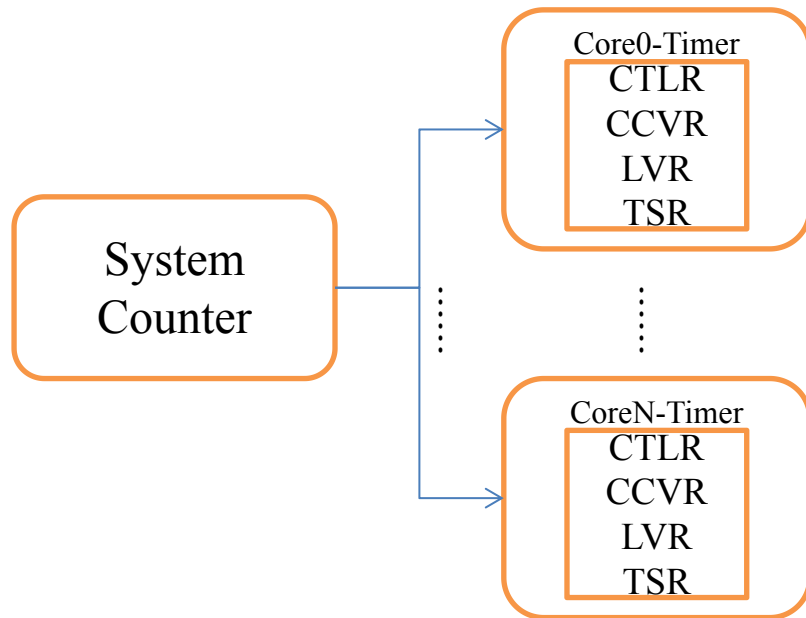 System
Counter
Core0-Timer
CTLR
CCVR
LVR
TSR
CoreN-Timer
CTLR
CCVR
LVR
TSR